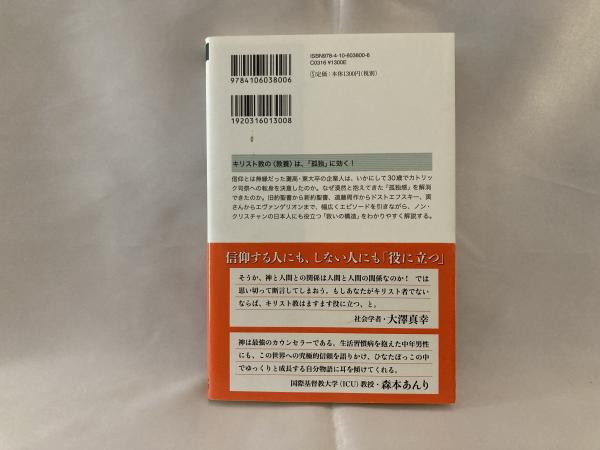 ISBN978-4-10-603800-6
C0316 ¥1300E
Ⓢ定価：本体1300円(税別)
9784106038006
1920316013008
キリスト教の〈教養〉は、「孤独」に効く！
信仰とは無縁だった灘高・東大卒の企業人は、いかにして30歳でカトリッ
ク司祭への転身を決意したのか。なぜ漠然と抱えてきた「孤独感」を解消
できたのか。旧約聖書から新約聖書、遠藤周作からドストエフスキー、寅
さんからエヴァンゲリオンまで、幅広くエピソードを引きながら、ノン・
クリスチャンの日本人にも役立つ「救いの構造」をわかりやすく解説する。
信仰する人にも、しない人にも「役に立つ」
そうか、神と人間との関係は人間と人間の関係なのか！ では
思い切って断言してしまおう。もしあなたがキリスト者でない
ならば、キリスト教はますます役に立つ、と。
社会学者・大澤真幸
神は最強のカウンセラーである。生活習慣病を抱えた中年男性
にも、この世界への究極的信頼を語りかけ、ひなたぼっこの中
でゆっくりと成長する自分物語に耳を傾けてくれる。
国際基督教大学(ICU)教授・森本あんり